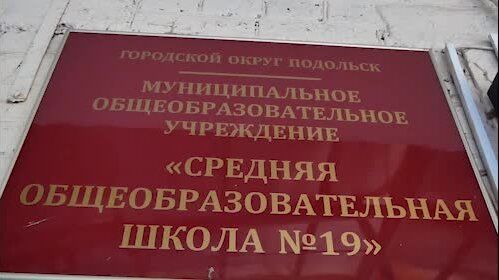 ГОРОДСКОЙ ОКРУГ ПОДОЛЬСК
МУНИЦИПАЛЬНОЕ
ОБЩЕОБРАЗОВАТЕЛЬНОЕ
УЧРЕЖДЕНИЕ
«СРЕДНЯЯ
ОБЩЕОБРАЗОВАТЕЛЬНАЯ
ШКОЛА №19»